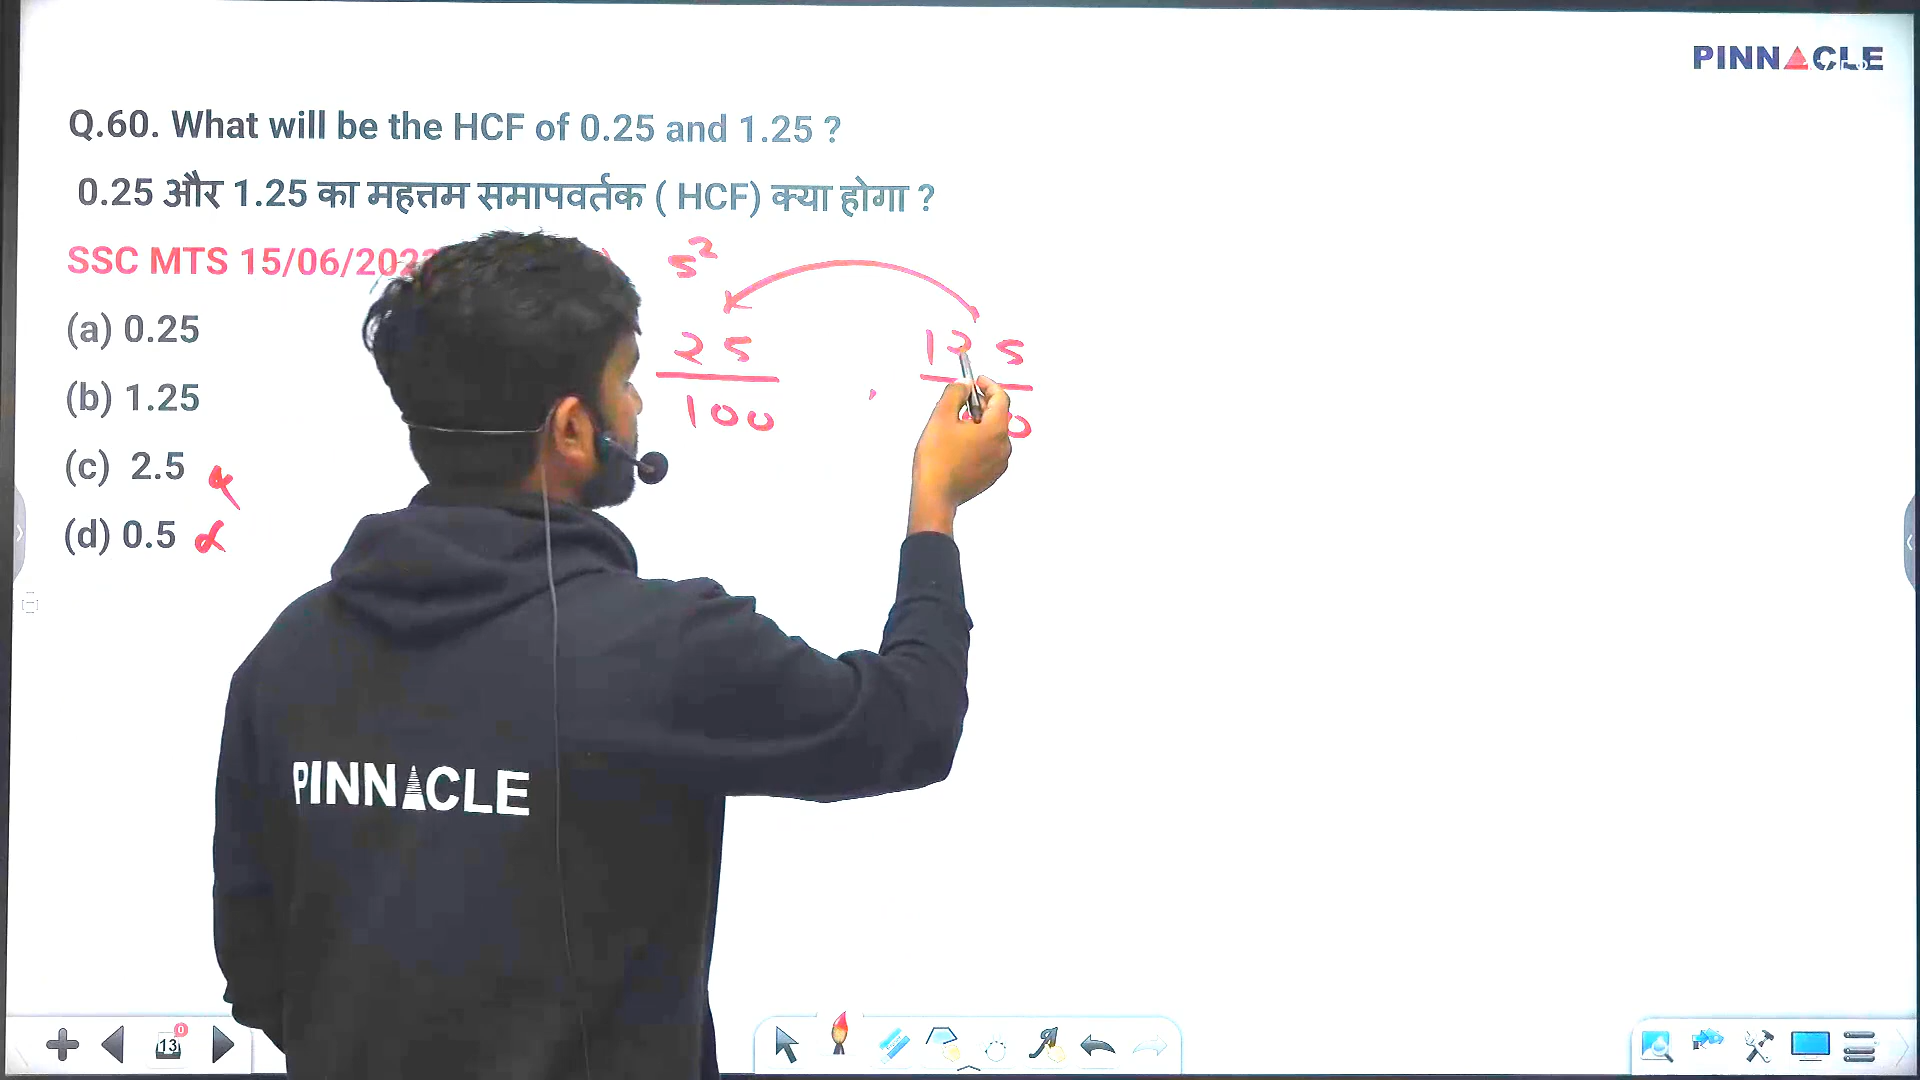 PINNACLE
Q.60. What will be the HCF of 0.25 and 1.25 ?
0.25 और 1.25 का महत्तम समापवर्तक ( HCF) क्या होगा ?
SSC MTS 15/06/202
5²
(a) 0.25
25 , 125
100
(b) 1.25
(c) 2.5
(d) 0.5
PINNACLE
13
0